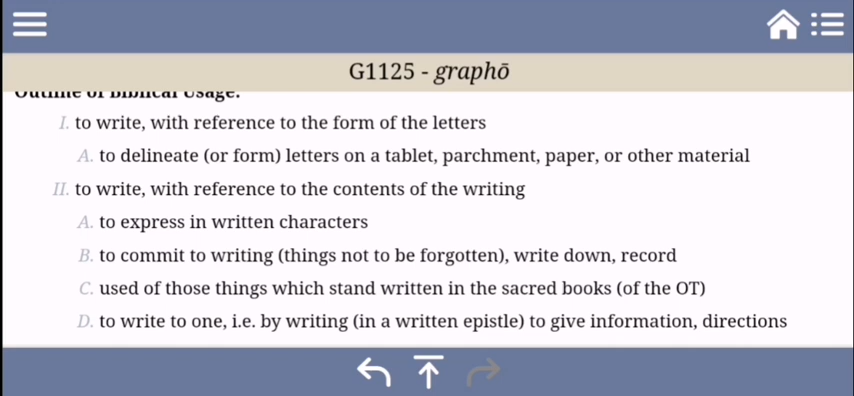 G1125 - graphō
Outline of Biblical Usage:
I. to write, with reference to the form of the letters
A. to delineate (or form) letters on a tablet, parchment, paper, or other material
II. to write, with reference to the contents of the writing
A. to express in written characters
B. to commit to writing (things not to be forgotten), write down, record
C. used of those things which stand written in the sacred books (of the OT)
D. to write to one, i.e. by writing (in a written epistle) to give information, directions